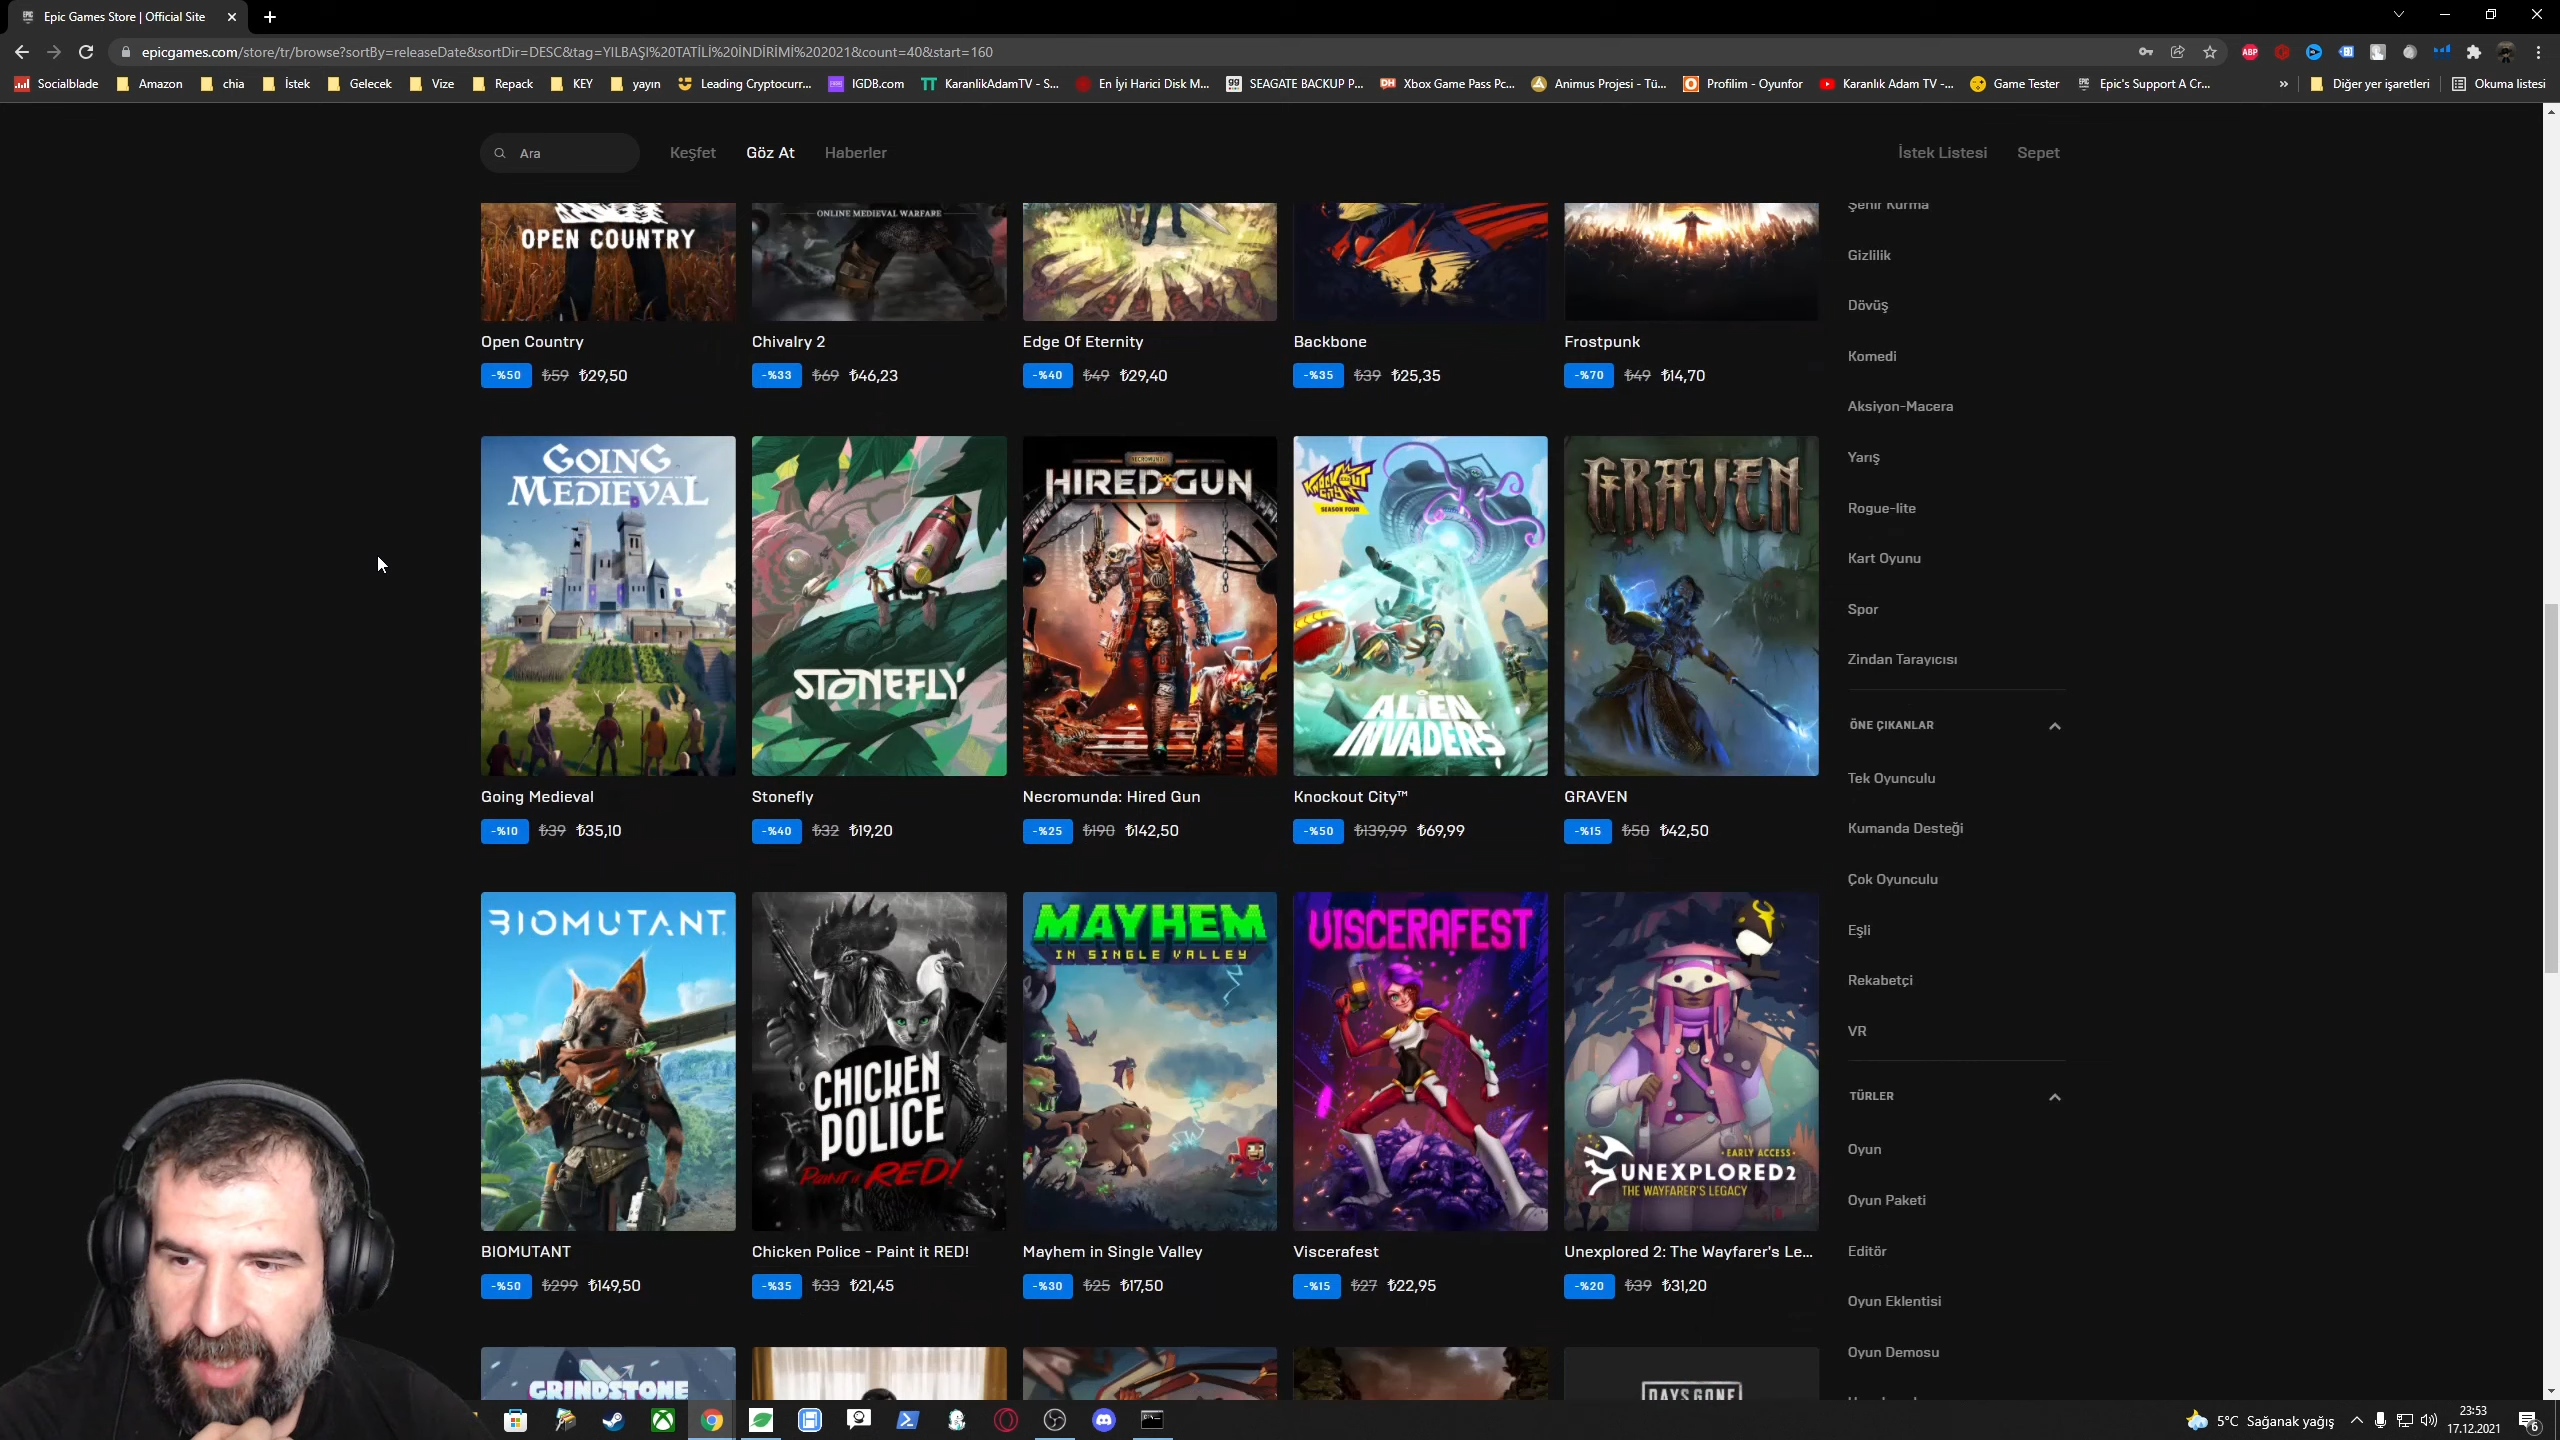 Epic Games Store | Official Site
epicgames.com/store/tr/browse?sortBy=releaseDate&sortDir=DESC&tag=YILBAŞI%20TATİLİ%20İNDİRİMİ%202021&count=40&start=160
ABP
Socialblade Amazon chia İstek Gelecek Vize Repack KEY yayın Leading Cryptocurr... IGDB.com KaranlikAdamTV - S... En İyi Harici Disk M... SEAGATE BACKUP P... Xbox Game Pass Pc... Animus Projesi - Tü... Profilim - Oyunfor Karanlık Adam TV -... Game Tester Epic's Support A Cr... » Diğer yer işaretleri Okuma listesi
Ara Keşfet Göz At Haberler İstek Listesi Sepet
OPEN COUNTRY
ONLINE MEDIEVAL WARFARE
Open Country Chivalry 2 Edge Of Eternity Backbone Frostpunk
-%50 ₺59 ₺29,50 -%33 ₺69 ₺46,23 -%40 ₺49 ₺29,40 -%35 ₺39 ₺25,35 -%70 ₺49 ₺14,70
GOING MEDIEVAL
STONEFLY
NECROMUNDA
HIRED GUN
KNOCKOUT CITY
SEASON FOUR
ALIEN INVADERS
GRAVEN
Going Medieval Stonefly Necromunda: Hired Gun Knockout City™ GRAVEN
-%10 ₺39 ₺35,10 -%40 ₺32 ₺19,20 -%25 ₺190 ₺142,50 -%50 ₺139,99 ₺69,99 -%15 ₺50 ₺42,50
BIOMUTANT
CHICKEN POLICE
PAINT it RED!
MAYHEM
IN SINGLE VALLEY
VISCERAFEST
• EARLY ACCESS •
UNEXPLORED 2
THE WAYFARER'S LEGACY
BIOMUTANT Chicken Police - Paint it RED! Mayhem in Single Valley Viscerafest Unexplored 2: The Wayfarer's Le...
-%50 ₺299 ₺149,50 -%35 ₺33 ₺21,45 -%30 ₺25 ₺17,50 -%15 ₺27 ₺22,95 -%20 ₺39 ₺31,20
GRINDSTONE
DAYS GONE
Şehir Kurma
Gizlilik
Dövüş
Komedi
Aksiyon-Macera
Yarış
Rogue-lite
Kart Oyunu
Spor
Zindan Tarayıcısı
ÖNE ÇIKANLAR
Tek Oyunculu
Kumanda Desteği
Çok Oyunculu
Eşli
Rekabetçi
VR
TÜRLER
Oyun
Oyun Paketi
Editör
Oyun Eklentisi
Oyun Demosu
5°C Sağanak yağış
23:53
17.12.2021
6